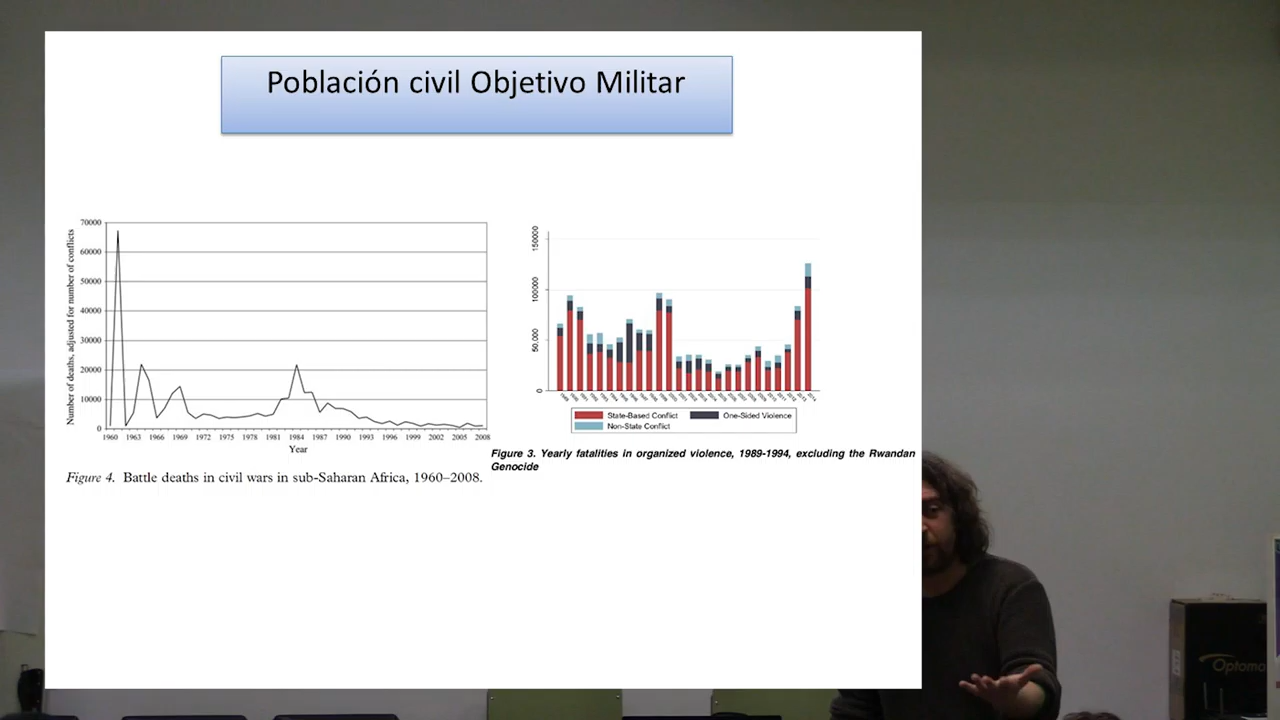 Población civil Objetivo Militar
Number of deaths, adjusted for number of conflicts
70000
60000
50000
40000
30000
20000
10000
0
1960 1963 1966 1969 1972 1975 1978 1981 1984 1987 1990 1993 1996 1999 2002 2005 2008
Year
Figure 4. Battle deaths in civil wars in sub-Saharan Africa, 1960–2008.
150000
100000
50.000
0
State-Based Conflict One-Sided Violence
Non-State Conflict
Figure 3. Yearly fatalities in organized violence, 1989-1994, excluding the Rwandan
Genocide
Optoma